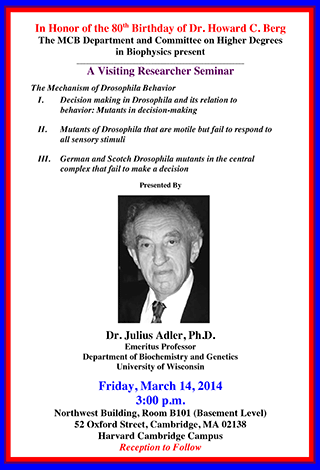 In Honor of the 80th Birthday of Dr. Howard C. Berg
The MCB Department and Committee on Higher Degrees
in Biophysics present
A Visiting Researcher Seminar
The Mechanism of Drosophila Behavior
I. Decision making in Drosophila and its relation to
behavior: Mutants in decision-making
II. Mutants of Drosophila that are motile but fail to respond to
all sensory stimuli
III. German and Scotch Drosophila mutants in the central
complex that fail to make a decision
Presented By
Dr. Julius Adler, Ph.D.
Emeritus Professor
Department of Biochemistry and Genetics
University of Wisconsin
Friday, March 14, 2014
3:00 p.m.
Northwest Building, Room B101 (Basement Level)
52 Oxford Street, Cambridge, MA 02138
Harvard Cambridge Campus
Reception to Follow